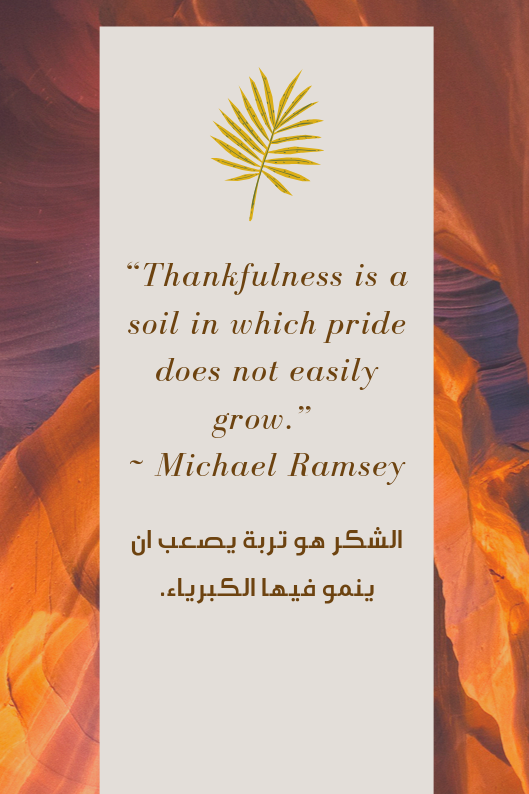 “Thankfulness is a
soil in which pride
does not easily
grow.”
~ Michael Ramsey
الشكر هو تربة يصعب ان
ينمو فيها الكبرياء.